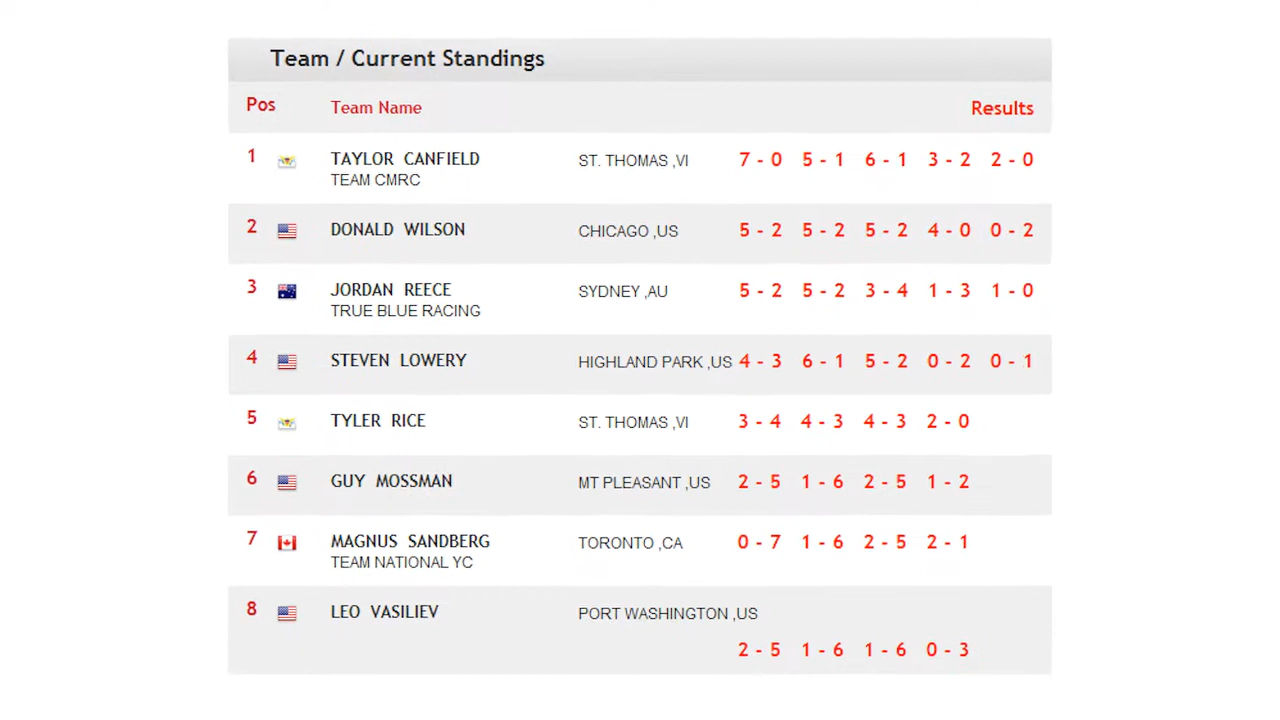 Team / Current Standings
Pos Team Name Results
1 TAYLOR CANFIELD ST. THOMAS ,VI 7 - 0 5 - 1 6 - 1 3 - 2 2 - 0
TEAM CMRC
2 DONALD WILSON CHICAGO ,US 5 - 2 5 - 2 5 - 2 4 - 0 0 - 2
3 JORDAN REECE SYDNEY ,AU 5 - 2 5 - 2 3 - 4 1 - 3 1 - 0
TRUE BLUE RACING
4 STEVEN LOWERY HIGHLAND PARK ,US 4 - 3 6 - 1 5 - 2 0 - 2 0 - 1
5 TYLER RICE ST. THOMAS ,VI 3 - 4 4 - 3 4 - 3 2 - 0
6 GUY MOSSMAN MT PLEASANT ,US 2 - 5 1 - 6 2 - 5 1 - 2
7 MAGNUS SANDBERG TORONTO ,CA 0 - 7 1 - 6 2 - 5 2 - 1
TEAM NATIONAL YC
8 LEO VASILIEV PORT WASHINGTON ,US
2 - 5 1 - 6 1 - 6 0 - 3